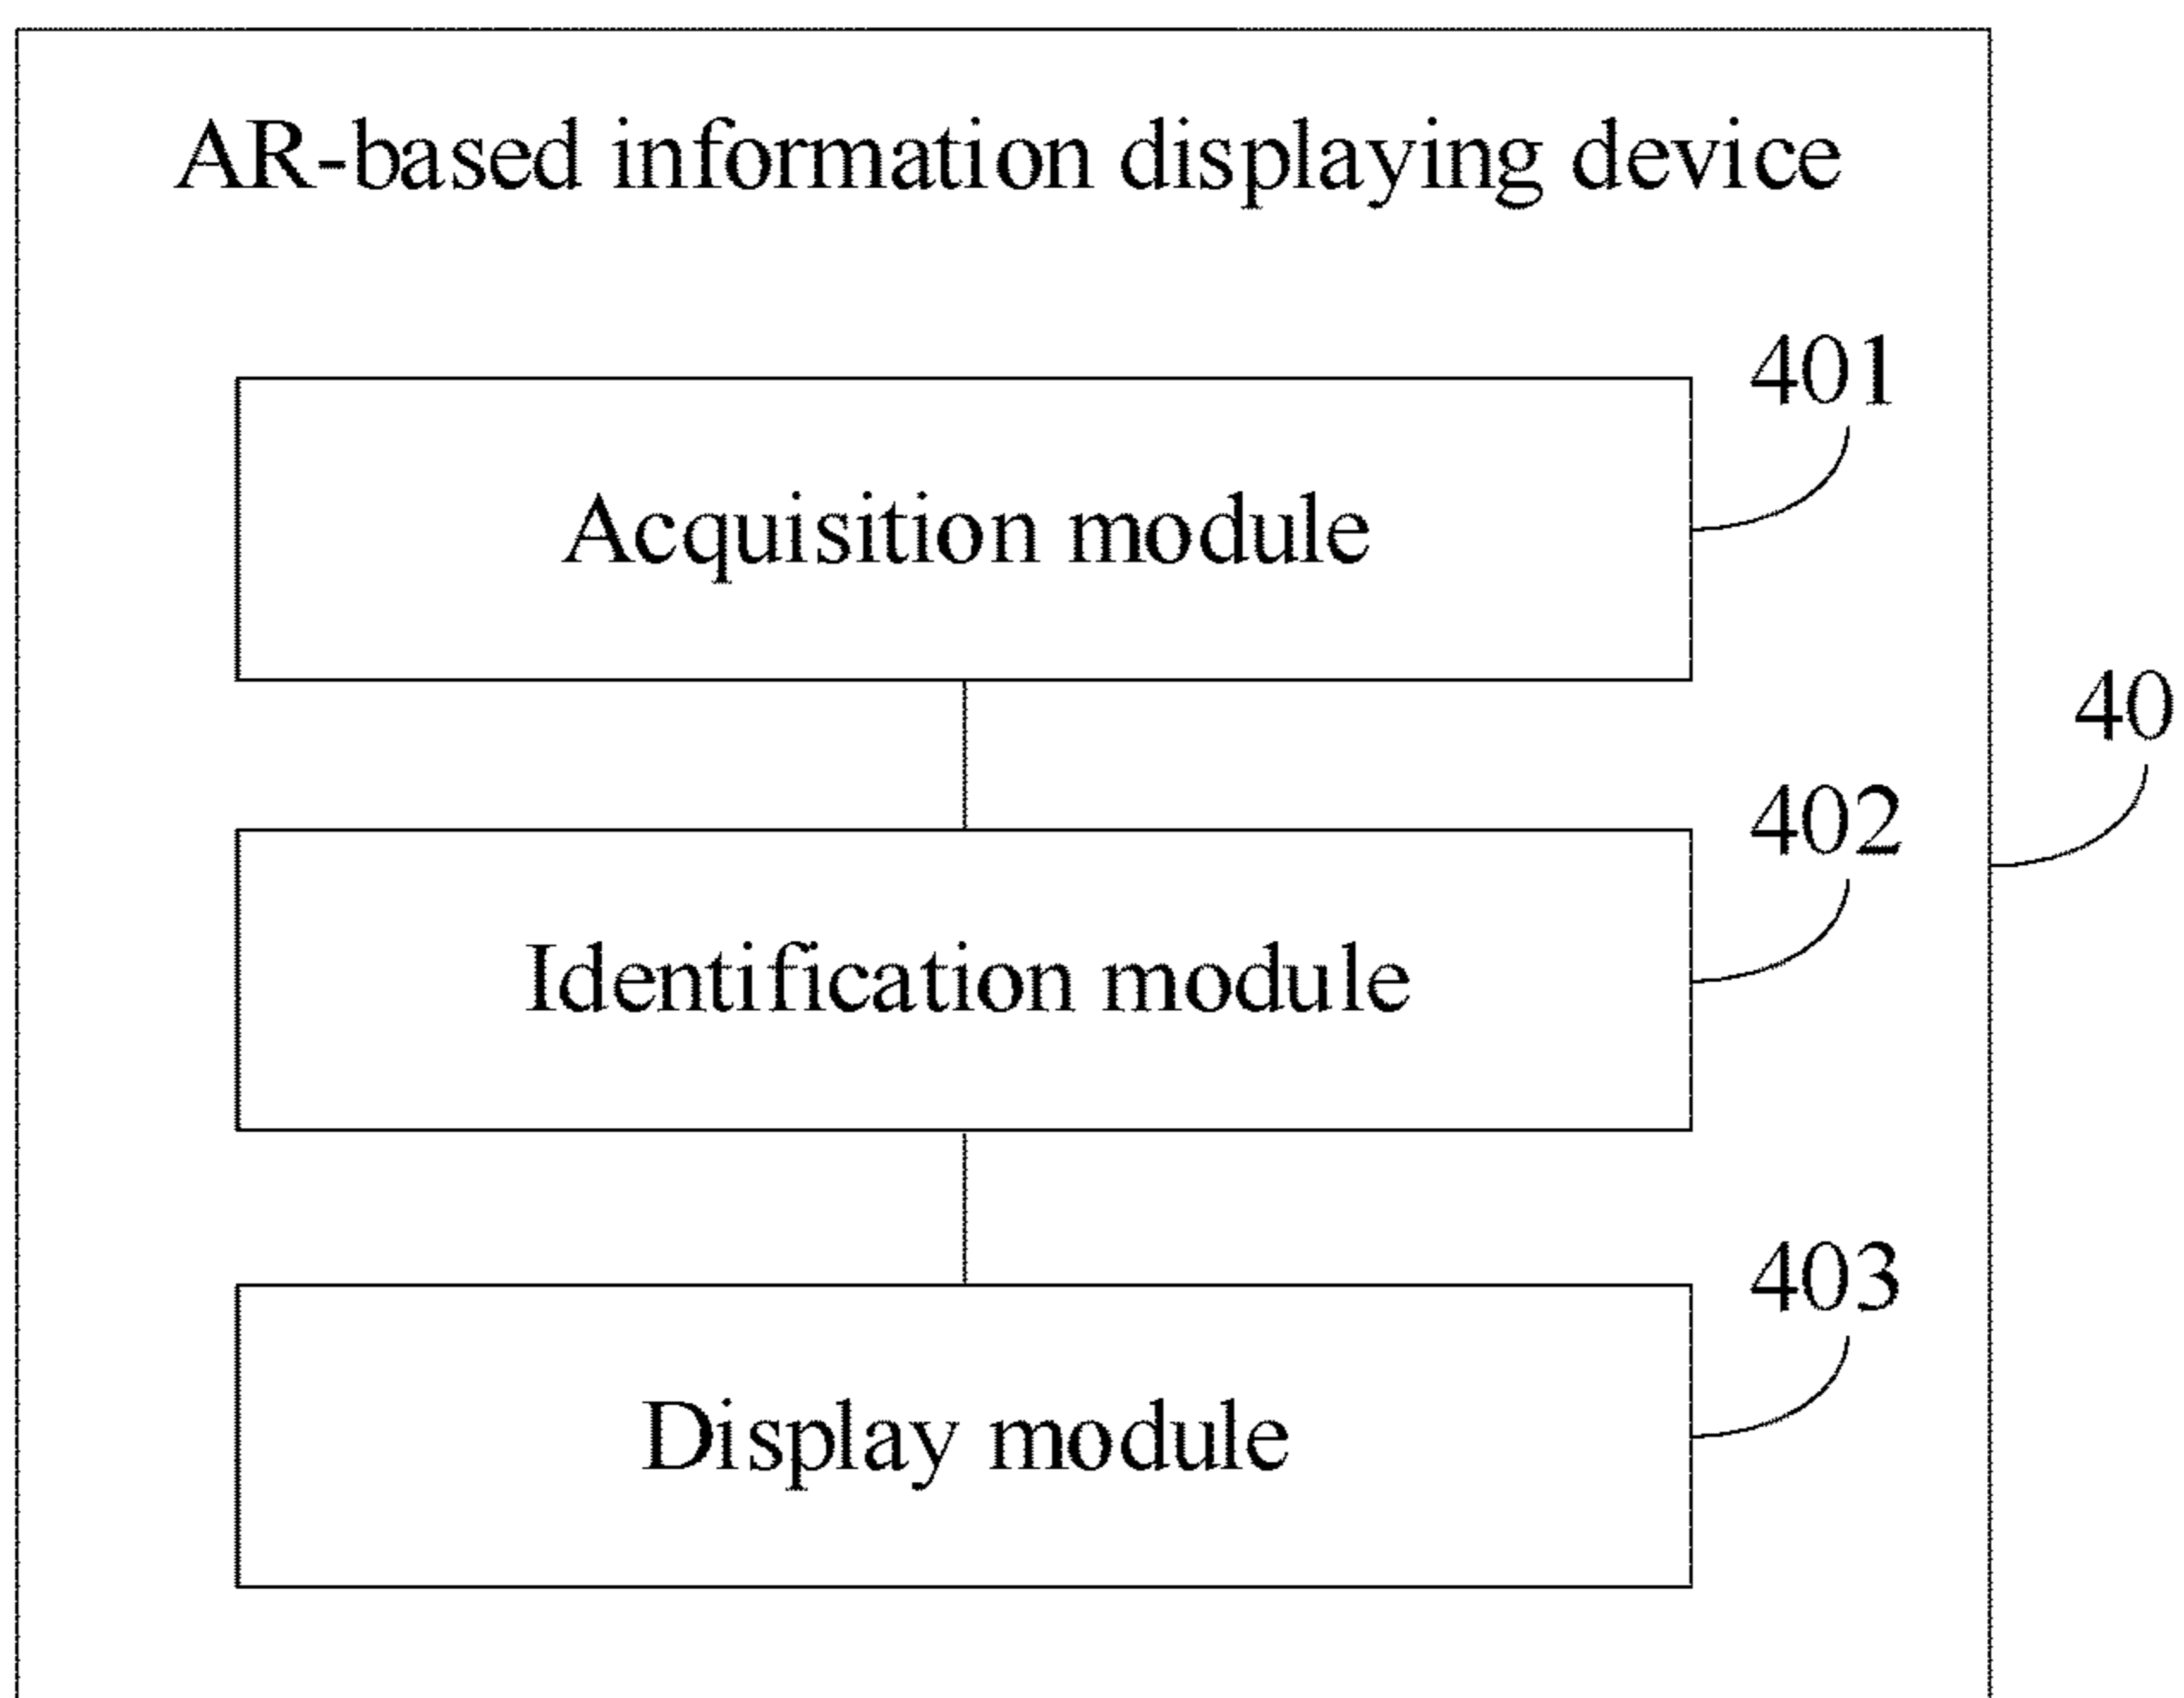 AR-based information displaying device
401
Acquisition module
40
402
Identification module
403
Display module